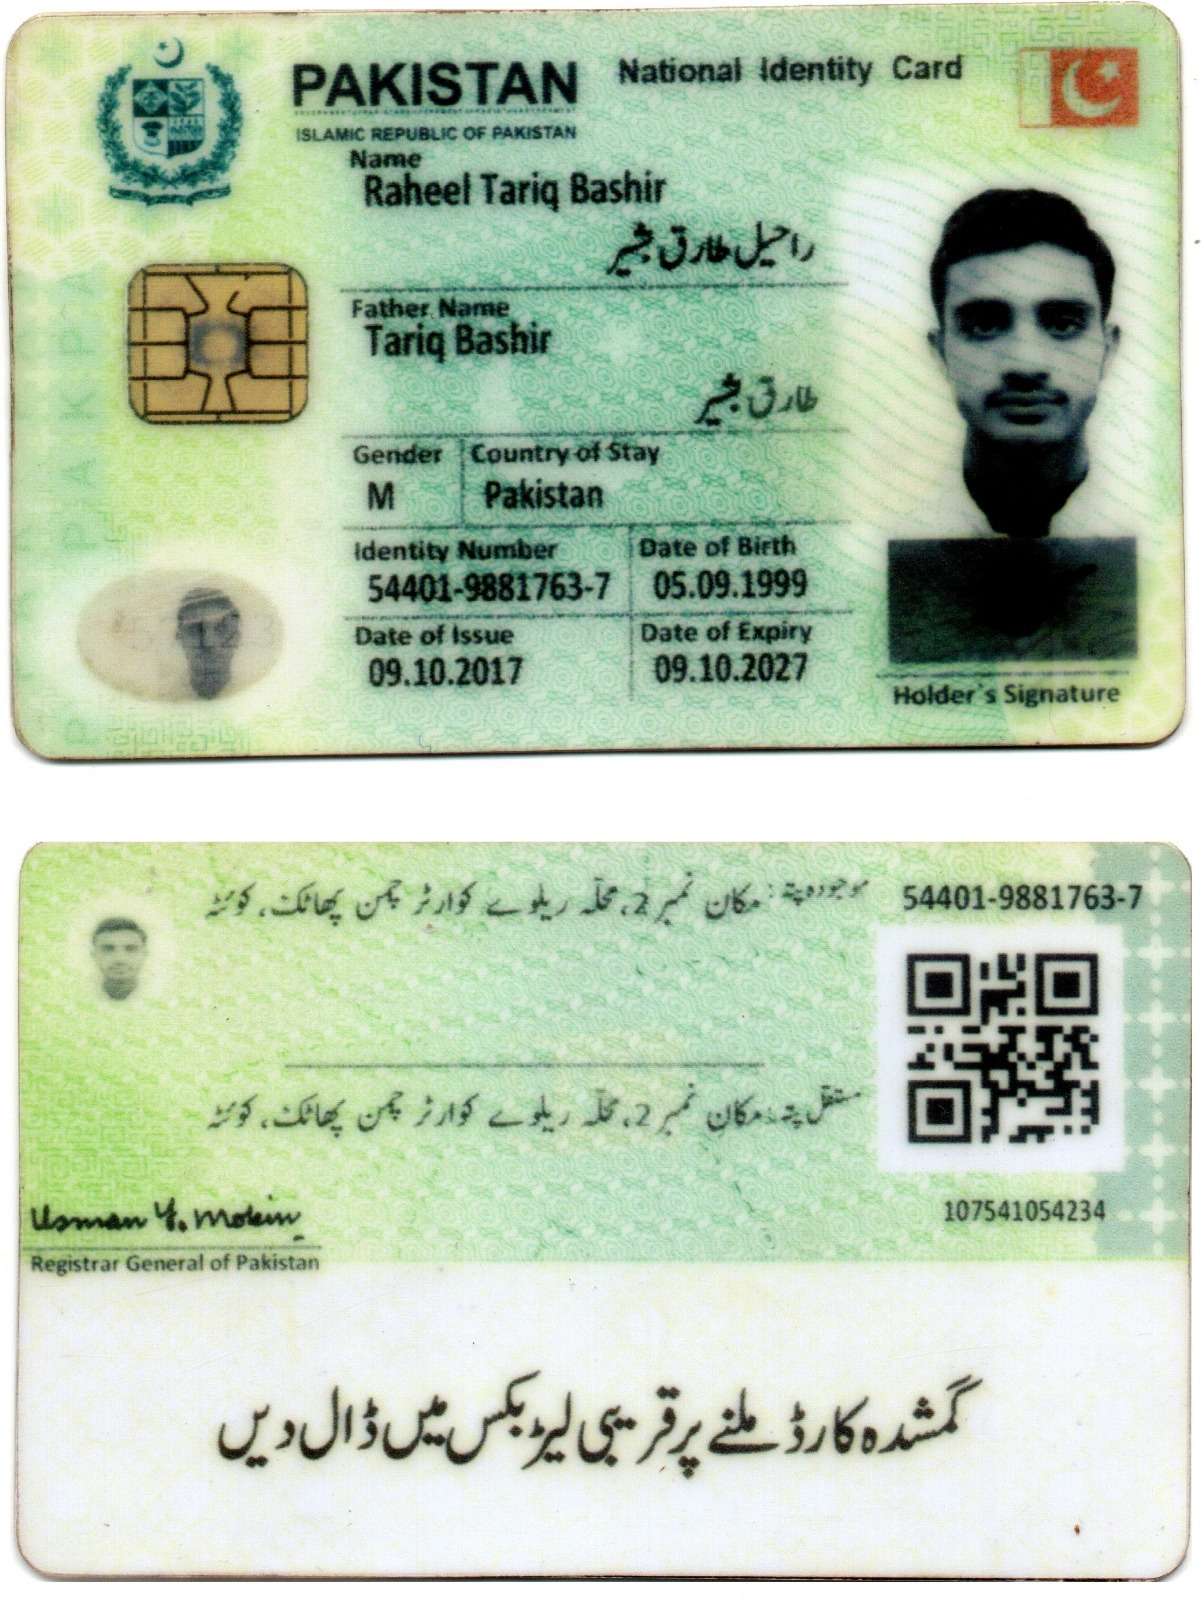 PAKISTAN
National Identity Card
ISLAMIC REPUBLIC OF PAKISTAN
Name
Raheel Tariq Bashir
راحیل طارق بشیر
Father Name
Tariq Bashir
طارق بشیر
Gender Country of Stay
M Pakistan
Identity Number Date of Birth
54401-9881763-7 05.09.1999
Date of Issue Date of Expiry
09.10.2017 09.10.2027
Holder`s Signature
موجودہ پتہ: مکان نمبر 2، محلہ ریلوے کوارٹر چمن پھاٹک، کوئٹہ
54401-9881763-7
مستقل پتہ: مکان نمبر 2، محلہ ریلوے کوارٹر چمن پھاٹک، کوئٹہ
107541054234
Usman Y. Mobin
Registrar General of Pakistan
گمشدہ کارڈ ملنے پر قریبی لیٹر بکس میں ڈال دیں